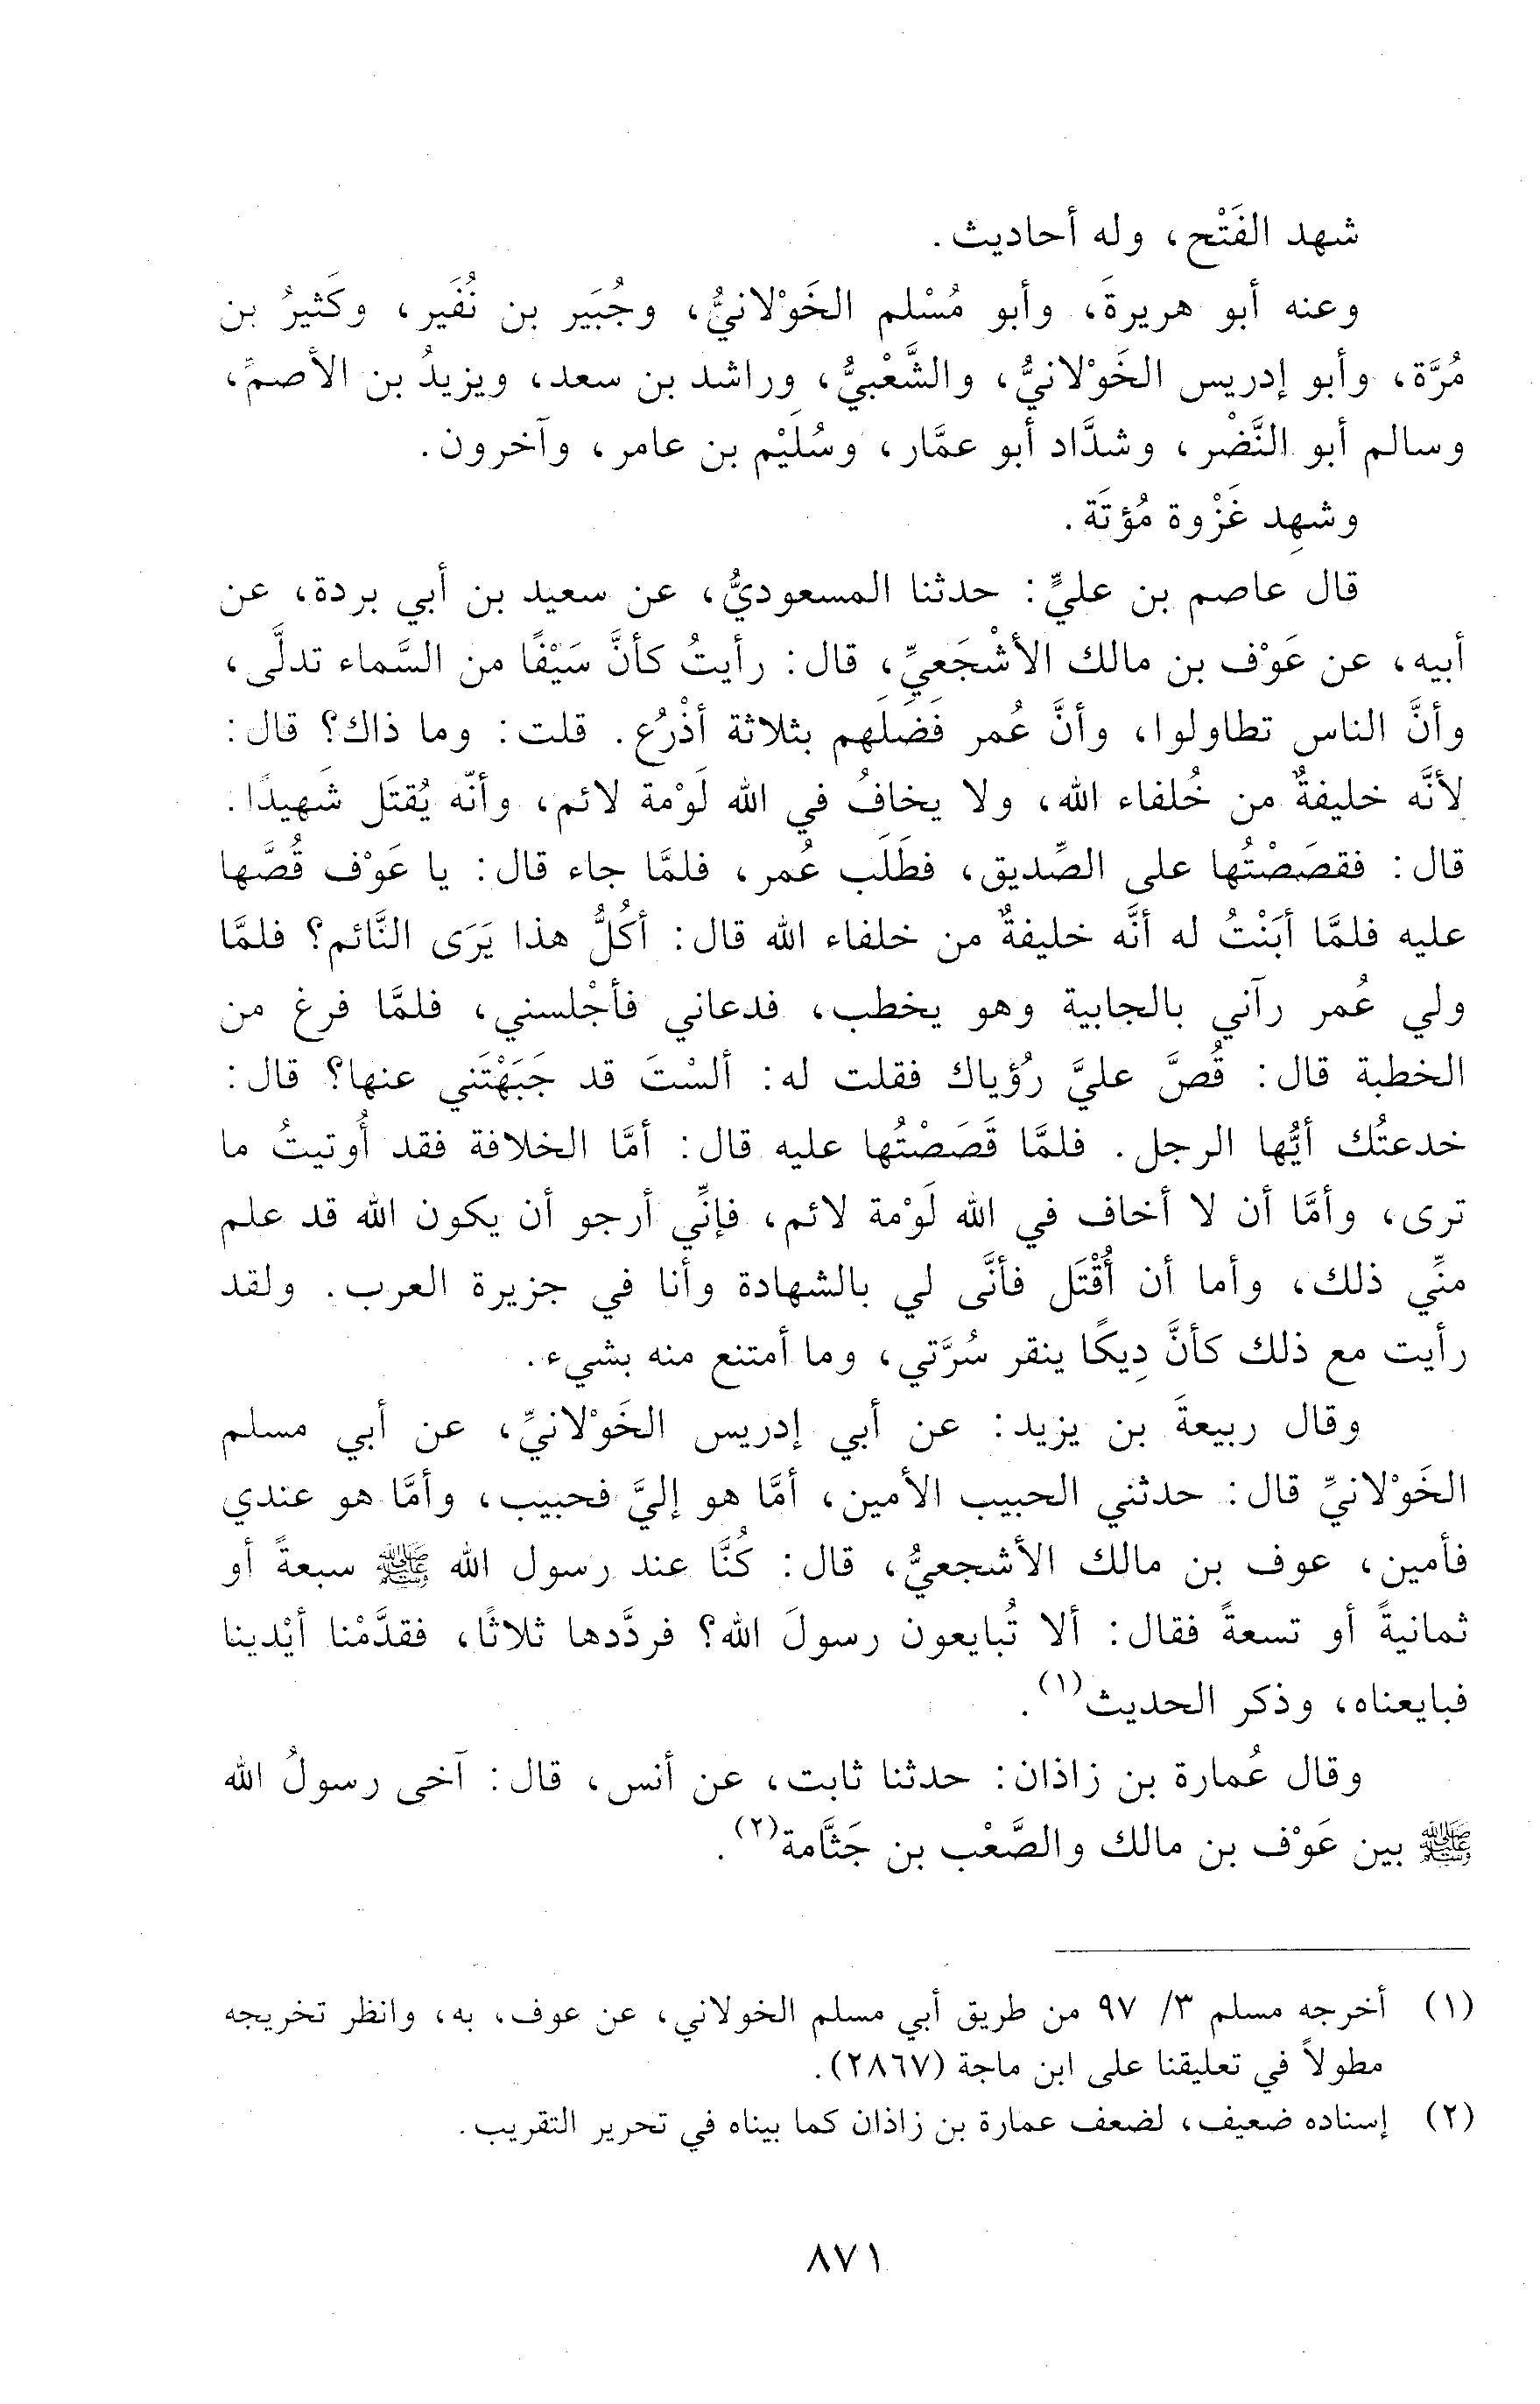 شهد الفَتْح، وله أحاديث.
وعنه أبو هريرةَ، وأبو مُسْلم الخَوْلانيُّ، وجُبَير بن نُفَير، وكَثيرُ بن
مُرَّة، وأبو إدريس الخَوْلانيُّ، والشَّعْبيُّ، وراشد بن سعد، ويزيدُ بن الأصمِّ،
وسالم أبو النَّضْر، وشدَّاد أبو عمَّار، وسُلَيْم بن عامر، وآخرون.
وشهِد غَزْوة مُؤتَة.
قال عاصم بن عليٍّ: حدثنا المسعوديُّ، عن سعيد بن أبي بردة، عن
أبيه، عن عَوْف بن مالك الأشْجَعيِّ، قال: رأيتُ كأنَّ سَيْفًا من السَّماء تدلَّى،
وأنَّ الناس تطاولوا، وأنَّ عُمر فَضَلَهم بثلاثة أذْرُع. قلت: وما ذاك؟ قال:
لأنَّه خليفةٌ من خُلفاء الله، ولا يخافُ في الله لَوْمة لائم، وأنّه يُقتَل شَهيدًا.
قال: فقصَصْتُها على الصِّديق، فطَلَب عُمر، فلمَّا جاء قال: يا عَوْف قُصَّها
عليه فلمَّا أبَنْتُ له أنَّه خليفةٌ من خلفاء الله قال: أكُلُّ هذا يَرَى النَّائم؟ فلمَّا
ولي عُمر رآني بالجابية وهو يخطب، فدعاني فأجْلسني، فلمَّا فرغ من
الخطبة قال: قُصَّ عليَّ رُؤياك فقلت له: ألسْتَ قد جَبَهْتَني عنها؟ قال:
خدعتُك أيُّها الرجل. فلمَّا قَصَصْتُها عليه قال: أمَّا الخلافة فقد أُوتيتُ ما
ترى، وأمَّا أن لا أخاف في الله لَوْمة لائم، فإنِّي أرجو أن يكون الله قد علم
منِّي ذلك، وأما أن أُقْتَل فأنَّى لي بالشهادة وأنا في جزيرة العرب. ولقد
رأيت مع ذلك كأنَّ دِيكًا ينقر سُرَّتي، وما أمتنع منه بشيء.
وقال ربيعةَ بن يزيد: عن أبي إدريس الخَوْلانيِّ، عن أبي مسلم
الخَوْلانيِّ قال: حدثني الحبيب الأمين، أمَّا هو إليَّ فحبيب، وأمَّا هو عندي
فأمين، عوف بن مالك الأشجعيُّ، قال: كُنَّا عند رسول الله ﷺ سبعةً أو
ثمانيةً أو تسعةً فقال: ألا تُبايعون رسولَ الله؟ فردَّدها ثلاثًا، فقدَّمْنا أيْدينا
فبايعناه، وذكر الحديث(١).
وقال عُمارة بن زاذان: حدثنا ثابت، عن أنس، قال: آخى رسولُ الله
ﷺ بين عَوْف بن مالك والصَّعْب بن جَثَّامة(٢).
(١) أخرجه مسلم ٣/ ٩٧ من طريق أبي مسلم الخولاني، عن عوف، به، وانظر تخريجه
مطولاً في تعليقنا على ابن ماجة (٢٨٦٧).
(٢) إسناده ضعيف، لضعف عمارة بن زاذان كما بيناه في تحرير التقريب.
٨٧١